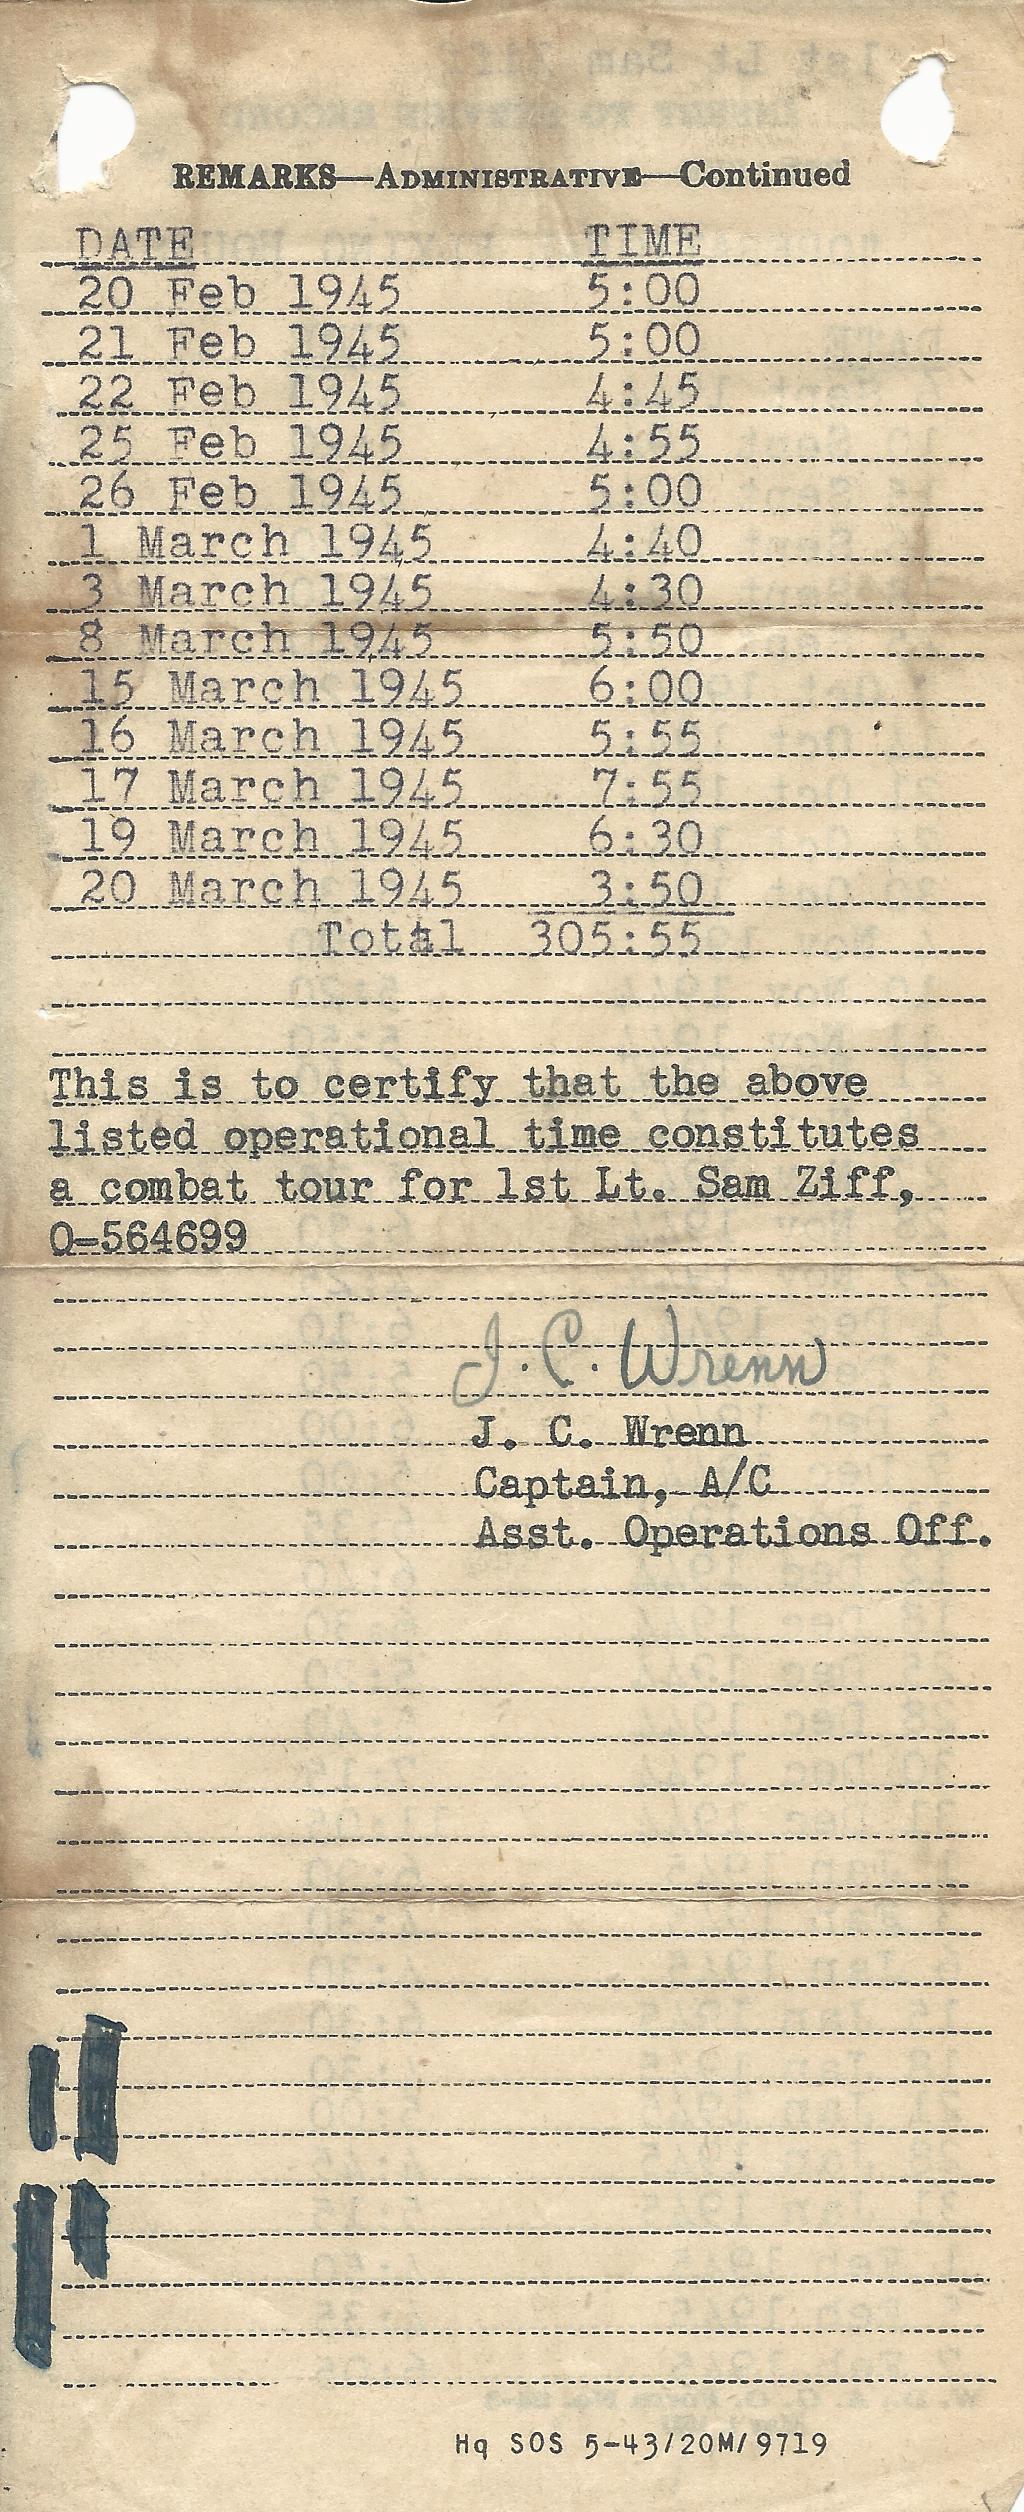 REMARKS—ADMINISTRATIVE—Continued
DATE TIME
20 Feb 1945 5:00
21 Feb 1945 5:00
22 Feb 1945 4:45
25 Feb 1945 4:55
26 Feb 1945 5:00
1 March 1945 4:40
3 March 1945 4:30
8 March 1945 5:50
15 March 1945 6:00
16 March 1945 5:55
17 March 1945 7:55
19 March 1945 6:30
20 March 1945 3:50
Total 305:55
This is to certify that the above
listed operational time constitutes
a combat tour for 1st Lt. Sam Ziff,
O-564699
J. C. Wrenn
J. C. Wrenn
Captain, A/C
Asst. Operations Off.
Hq SOS 5-43/20M/9719